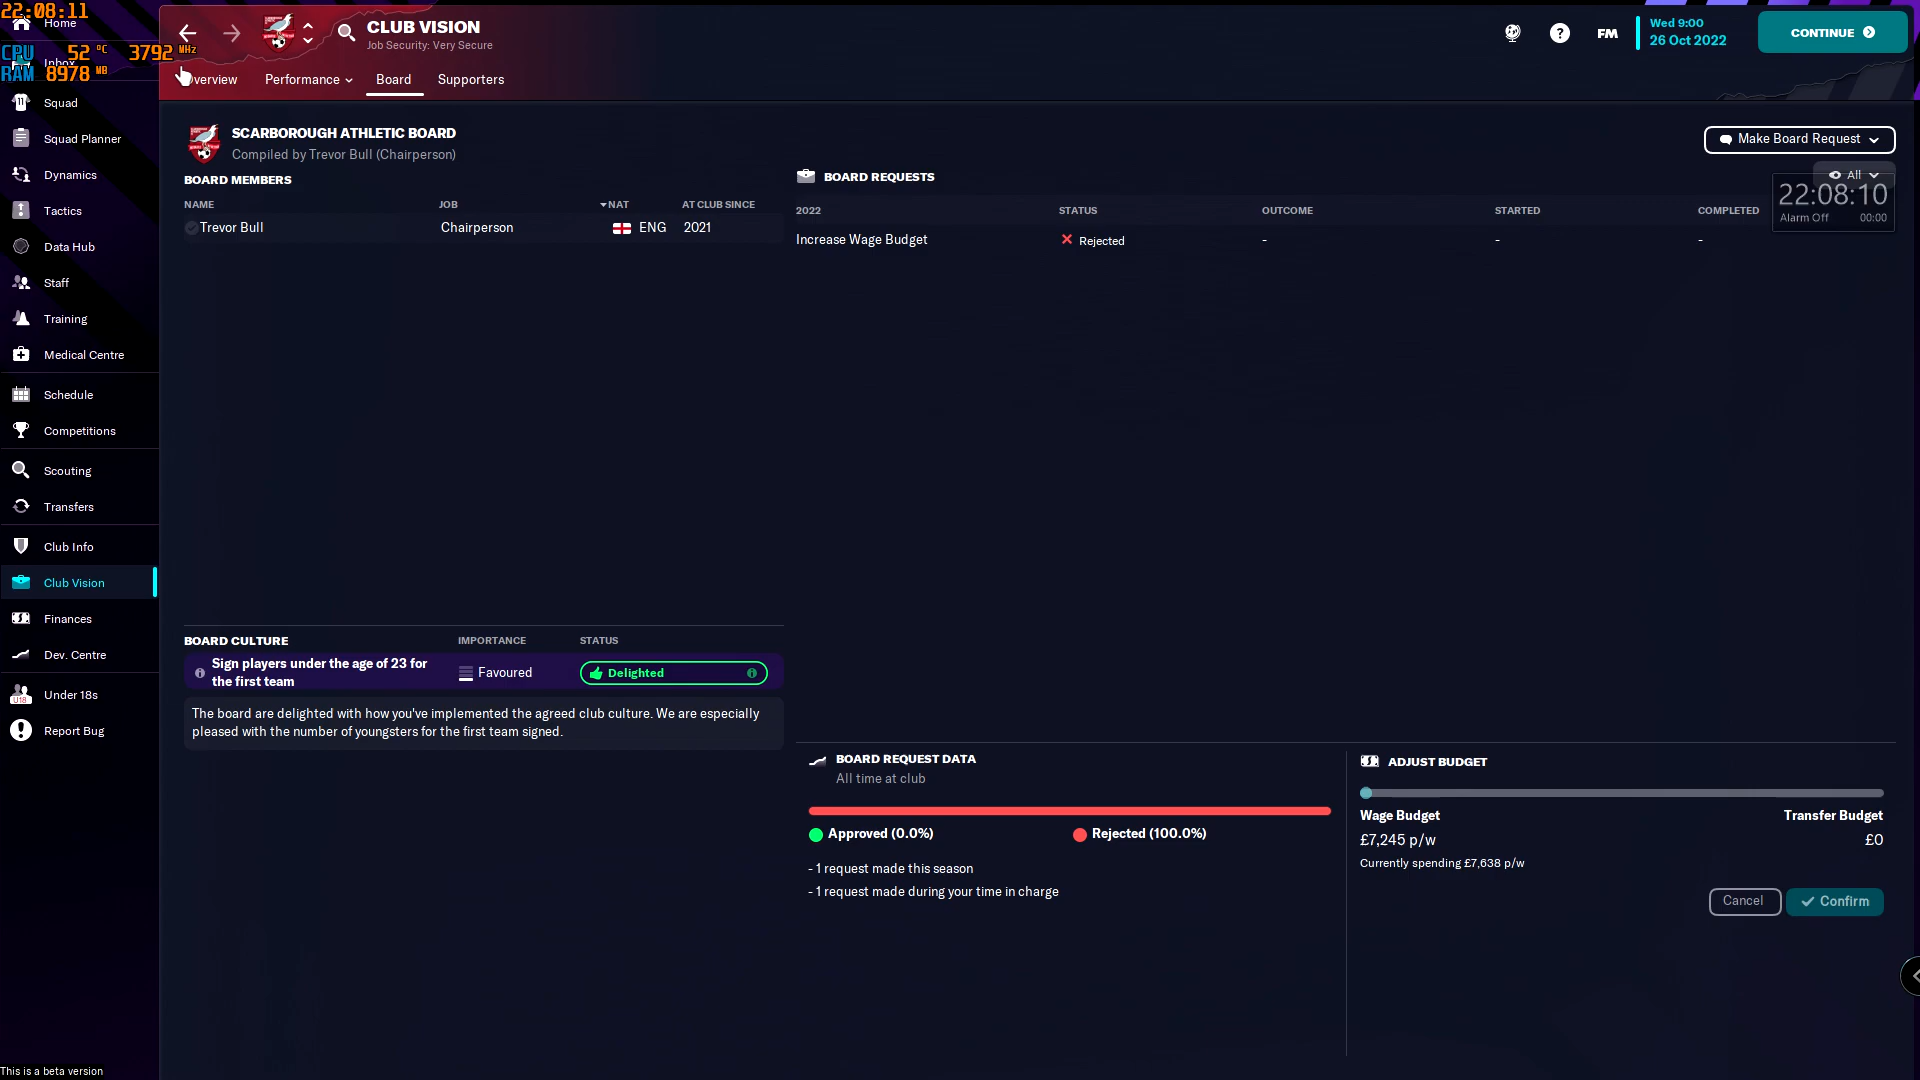 22:08:11
Home
CPU 52 °C 3792 MHz
Inbox
RAM 8978 MB
Squad
Squad Planner
Dynamics
Tactics
Data Hub
Staff
Training
Medical Centre
Schedule
Competitions
Scouting
Transfers
Club Info
Club Vision
Finances
Dev. Centre
U18
Under 18s
Report Bug
This is a beta version
CLUB VISION
Job Security: Very Secure
FM
Wed 9:00
26 Oct 2022
CONTINUE
Overview Performance Board Supporters
SCARBOROUGH ATHLETIC BOARD
Compiled by Trevor Bull (Chairperson)
Make Board Request
BOARD MEMBERS
NAME JOB NAT AT CLUB SINCE
Trevor Bull Chairperson ENG 2021
BOARD REQUESTS
All
22:08:10
Alarm Off 00:00
2022 STATUS OUTCOME STARTED COMPLETED
Increase Wage Budget Rejected - - -
BOARD CULTURE IMPORTANCE STATUS
Sign players under the age of 23 for
the first team
Favoured
Delighted
The board are delighted with how you've implemented the agreed club culture. We are especially
pleased with the number of youngsters for the first team signed.
BOARD REQUEST DATA
All time at club
Approved (0.0%) Rejected (100.0%)
- 1 request made this season
- 1 request made during your time in charge
ADJUST BUDGET
Wage Budget Transfer Budget
£7,245 p/w £0
Currently spending £7,638 p/w
Cancel Confirm